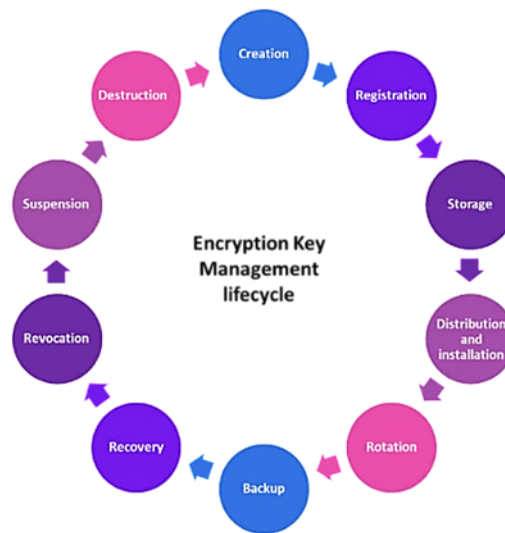 Creation
Registration
Storage
Distribution
and
installation
Rotation
Backup
Recovery
Revocation
Suspension
Destruction
Encryption Key
Management
lifecycle